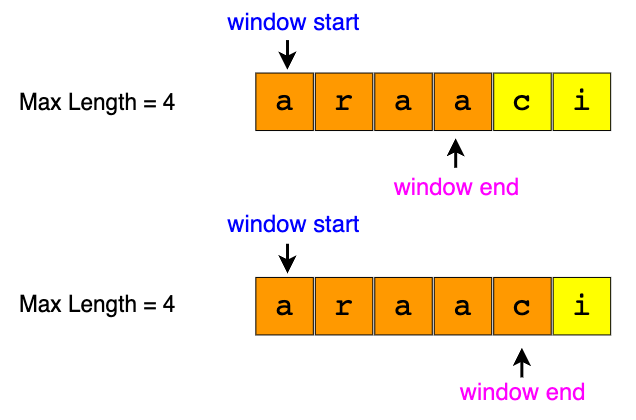 window start
Max Length = 4
a r a a c i
window end
window start
Max Length = 4
a r a a c i
window end